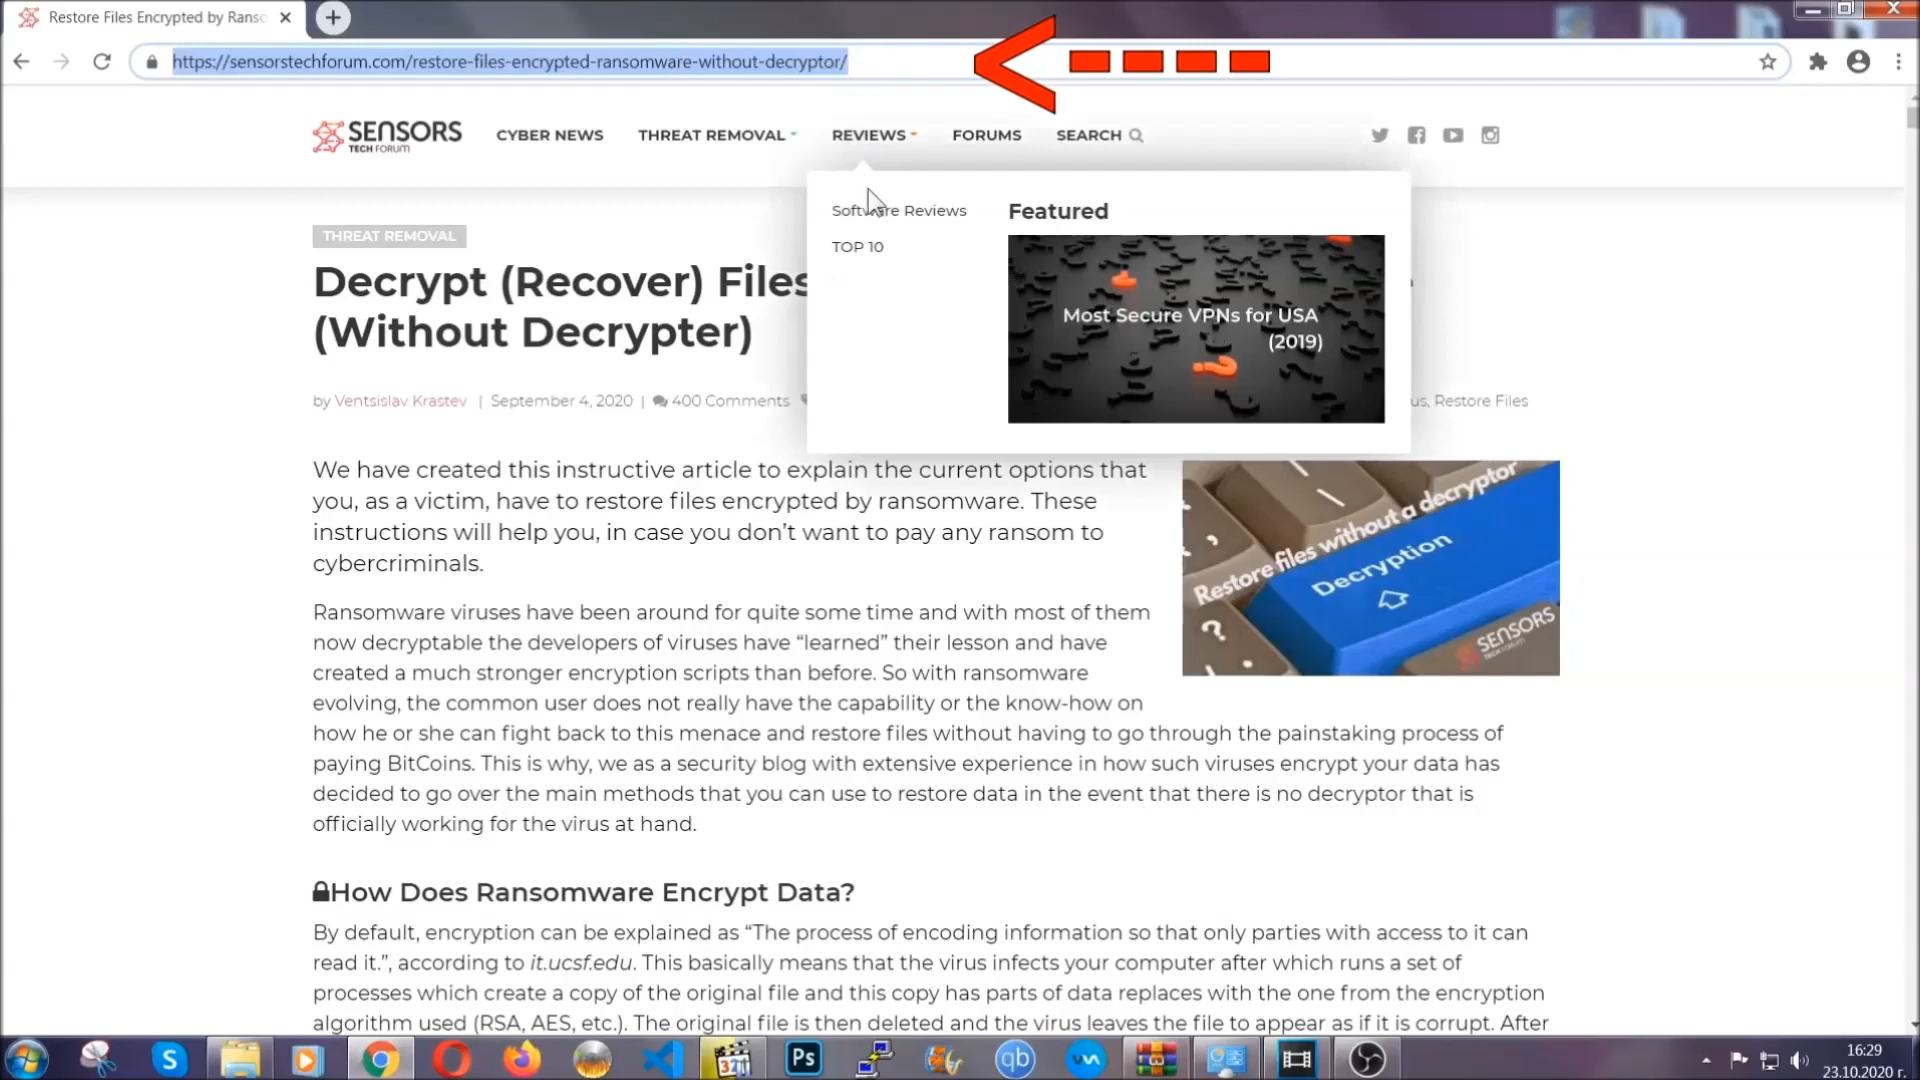 Restore Files Encrypted by Ranso
https://sensorstechforum.com/restore-files-encrypted-ransomware-without-decryptor/
SENSORS
TECH FORUM
CYBER NEWS THREAT REMOVAL REVIEWS FORUMS SEARCH
Software Reviews
TOP 10
Featured
Most Secure VPNs for USA
(2019)
THREAT REMOVAL
Decrypt (Recover) Files
(Without Decrypter)
by Ventsislav Krastev | September 4, 2020 | 400 Comments us, Restore Files
We have created this instructive article to explain the current options that
you, as a victim, have to restore files encrypted by ransomware. These
instructions will help you, in case you don’t want to pay any ransom to
cybercriminals.
Restore files without a decryptor
Decryption
SENSORS
TECH FORUM
Ransomware viruses have been around for quite some time and with most of them
now decryptable the developers of viruses have “learned” their lesson and have
created a much stronger encryption scripts than before. So with ransomware
evolving, the common user does not really have the capability or the know-how on
how he or she can fight back to this menace and restore files without having to go through the painstaking process of
paying BitCoins. This is why, we as a security blog with extensive experience in how such viruses encrypt your data has
decided to go over the main methods that you can use to restore data in the event that there is no decryptor that is
officially working for the virus at hand.
How Does Ransomware Encrypt Data?
By default, encryption can be explained as “The process of encoding information so that only parties with access to it can
read it.”, according to it.ucsf.edu. This basically means that the virus infects your computer after which runs a set of
processes which create a copy of the original file and this copy has parts of data replaces with the one from the encryption
algorithm used (RSA, AES, etc.). The original file is then deleted and the virus leaves the file to appear as if it is corrupt. After
S
321
Ps
qb
16:29
23.10.2020 г.